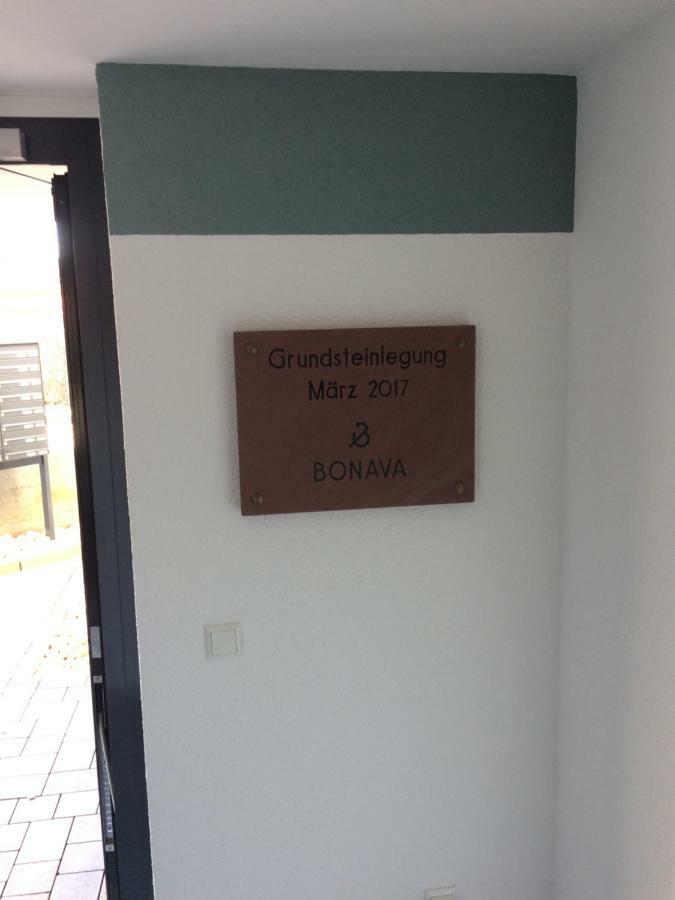 Grundsteinlegung
März 2017
B
BONAVA